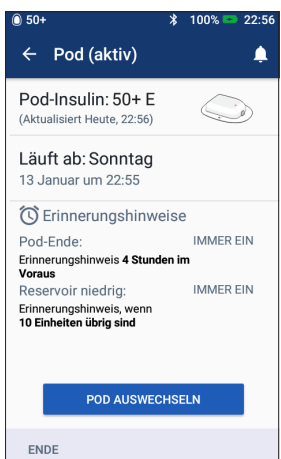 50+ 100% 22:56
Pod (aktiv)
Pod-Insulin: 50+ E
(Aktualisiert Heute, 22:56)
Läuft ab: Sonntag
13 Januar um 22:55
Erinnerungshinweise
Pod-Ende: IMMER EIN
Erinnerungshinweis 4 Stunden im
Voraus
Reservoir niedrig: IMMER EIN
Erinnerungshinweis, wenn
10 Einheiten übrig sind
POD AUSWECHSELN
ENDE